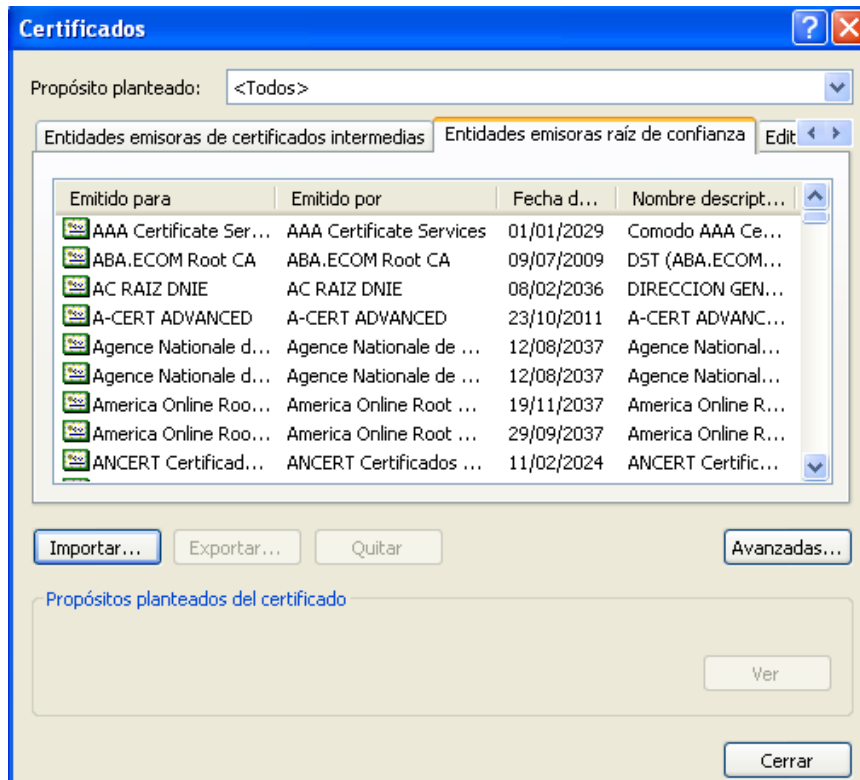 Certificados
Propósito planteado: <Todos>
Entidades emisoras de certificados intermedias Entidades emisoras raíz de confianza Edit
Emitido para Emitido por Fecha d... Nombre descript...
AAA Certificate Ser... AAA Certificate Services 01/01/2029 Comodo AAA Ce...
ABA.ECOM Root CA ABA.ECOM Root CA 09/07/2009 DST (ABA.ECOM...
AC RAIZ DNIE AC RAIZ DNIE 08/02/2036 DIRECCION GEN...
A-CERT ADVANCED A-CERT ADVANCED 23/10/2011 A-CERT ADVANC...
Agence Nationale d... Agence Nationale de ... 12/08/2037 Agence National...
Agence Nationale d... Agence Nationale de ... 12/08/2037 Agence National...
America Online Roo... America Online Root ... 19/11/2037 America Online R...
America Online Roo... America Online Root ... 29/09/2037 America Online R...
ANCERT Certificad... ANCERT Certificados ... 11/02/2024 ANCERT Certific...
Importar... Exportar... Quitar Avanzadas...
Propósitos planteados del certificado
Ver
Cerrar